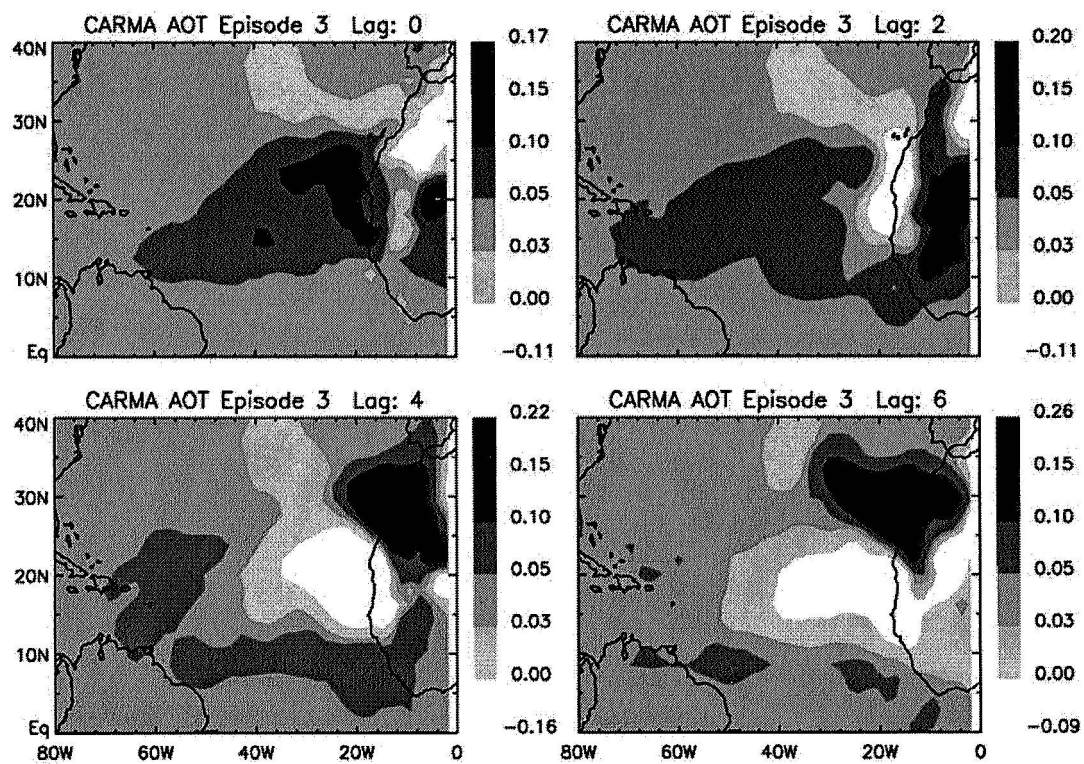 CARMA AOT Episode 3 Lag: 0
40N
30N
20N
10N
Eq
80W 60W 40W 20W 0
0.17
0.15
0.10
0.05
0.03
0.00
-0.11
CARMA AOT Episode 3 Lag: 2
0.20
0.15
0.10
0.05
0.03
0.00
-0.11
CARMA AOT Episode 3 Lag: 4
40N
30N
20N
10N
Eq
80W 60W 40W 20W 0
0.22
0.15
0.10
0.05
0.03
0.00
-0.16
CARMA AOT Episode 3 Lag: 6
80W 60W 40W 20W 0
0.26
0.15
0.10
0.05
0.03
0.00
-0.09